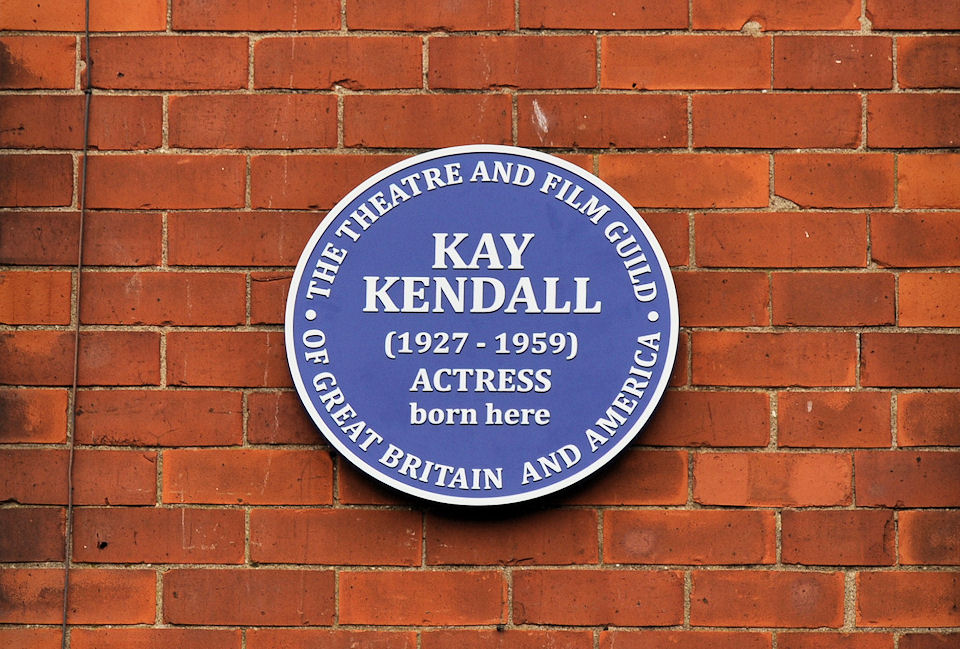 THE THEATRE AND FILM GUILD
KAY
KENDALL
(1927 - 1959)
ACTRESS
born here
• OF GREAT BRITAIN AND AMERICA •